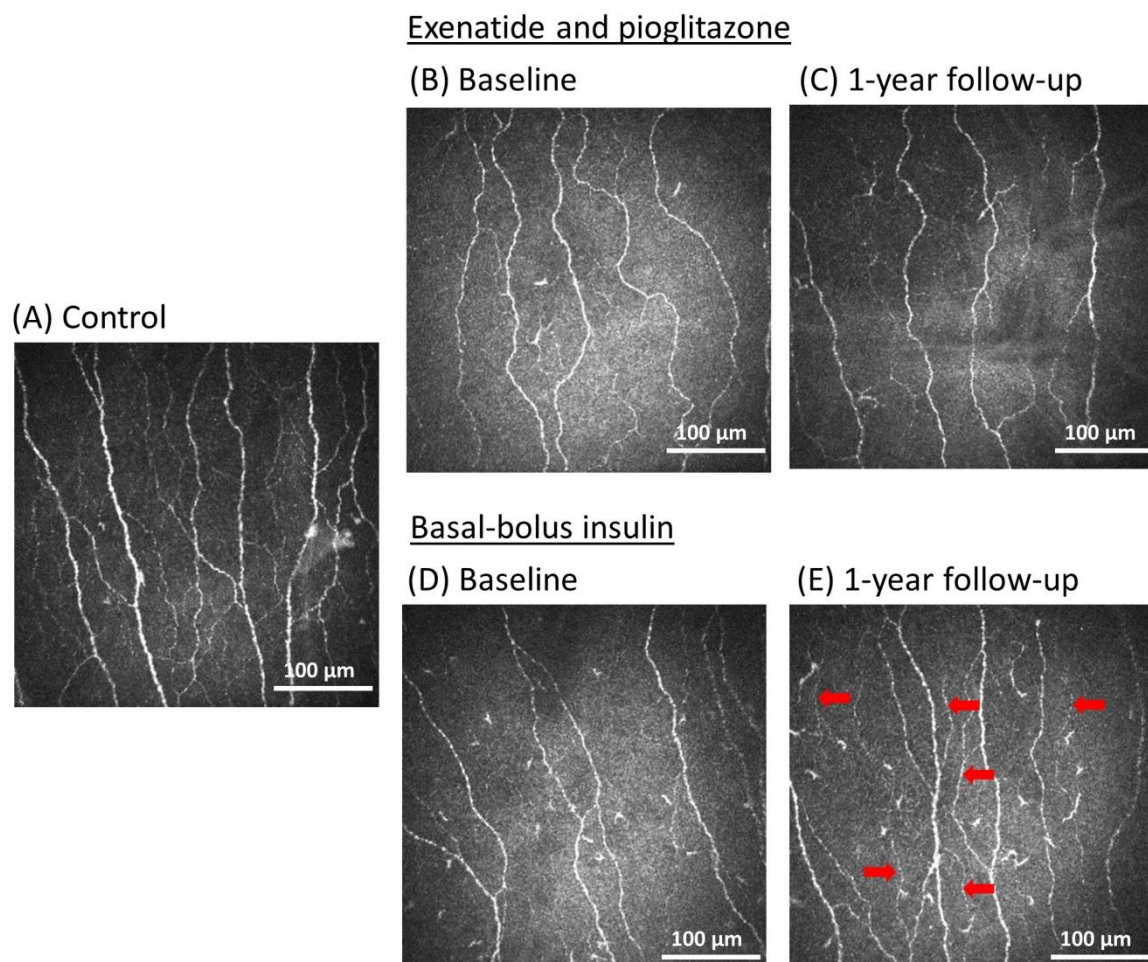 Exenatide and pioglitazone
(B) Baseline
(C) 1-year follow-up
100 µm
100 µm
(A) Control
100 µm
Basal-bolus insulin
(D) Baseline
(E) 1-year follow-up
100 µm
100 µm